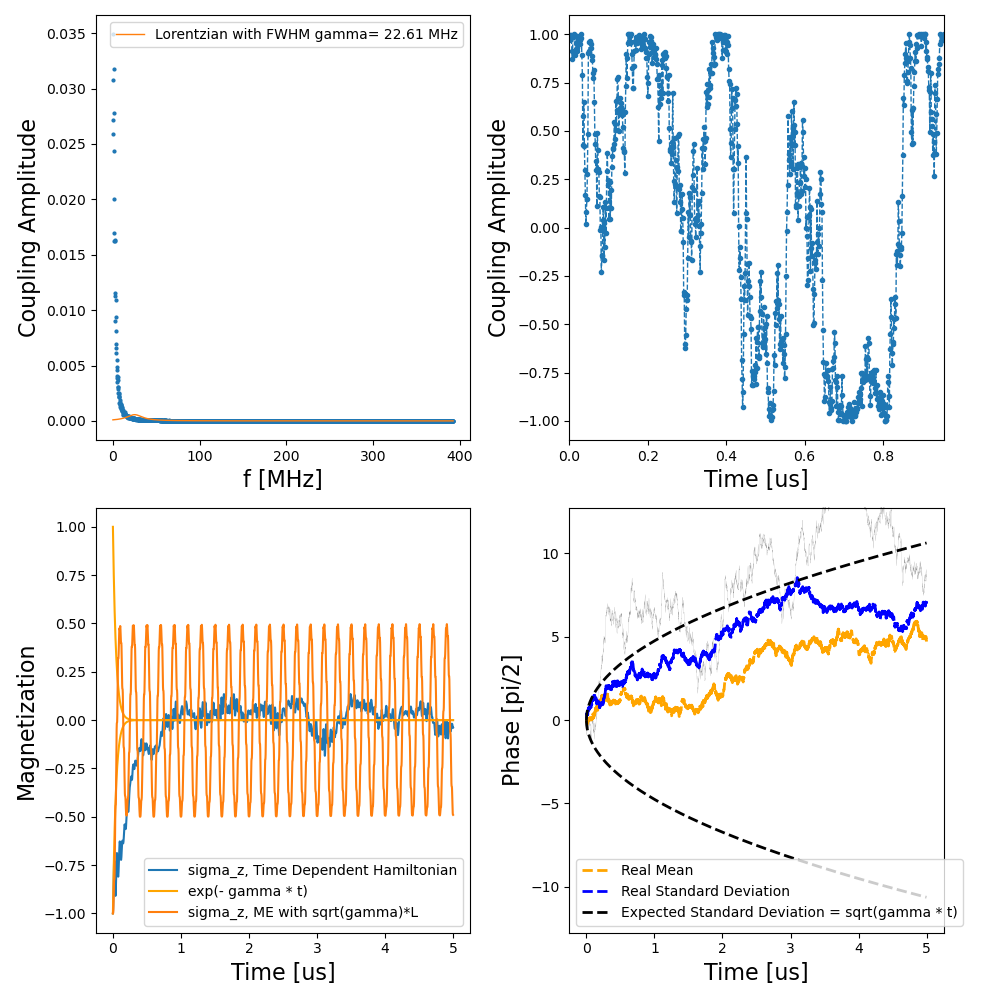 Coupling Amplitude
0.035
0.030
0.025
0.020
0.015
0.010
0.005
0.000
Lorentzian with FWHM gamma= 22.61 MHz
0 100 200 300 400
f [MHz]
Coupling Amplitude
1.00
0.75
0.50
0.25
0.00
−0.25
−0.50
−0.75
−1.00
0.0 0.2 0.4 0.6 0.8
Time [us]
Magnetization
1.00
0.75
0.50
0.25
0.00
−0.25
−0.50
−0.75
−1.00
sigma_z, Time Dependent Hamiltonian
exp(- gamma * t)
sigma_z, ME with sqrt(gamma)*L
0 1 2 3 4 5
Time [us]
Phase [pi/2]
10
5
0
−5
−10
Real Mean
Real Standard Deviation
Expected Standard Deviation = sqrt(gamma * t)
0 1 2 3 4 5
Time [us]